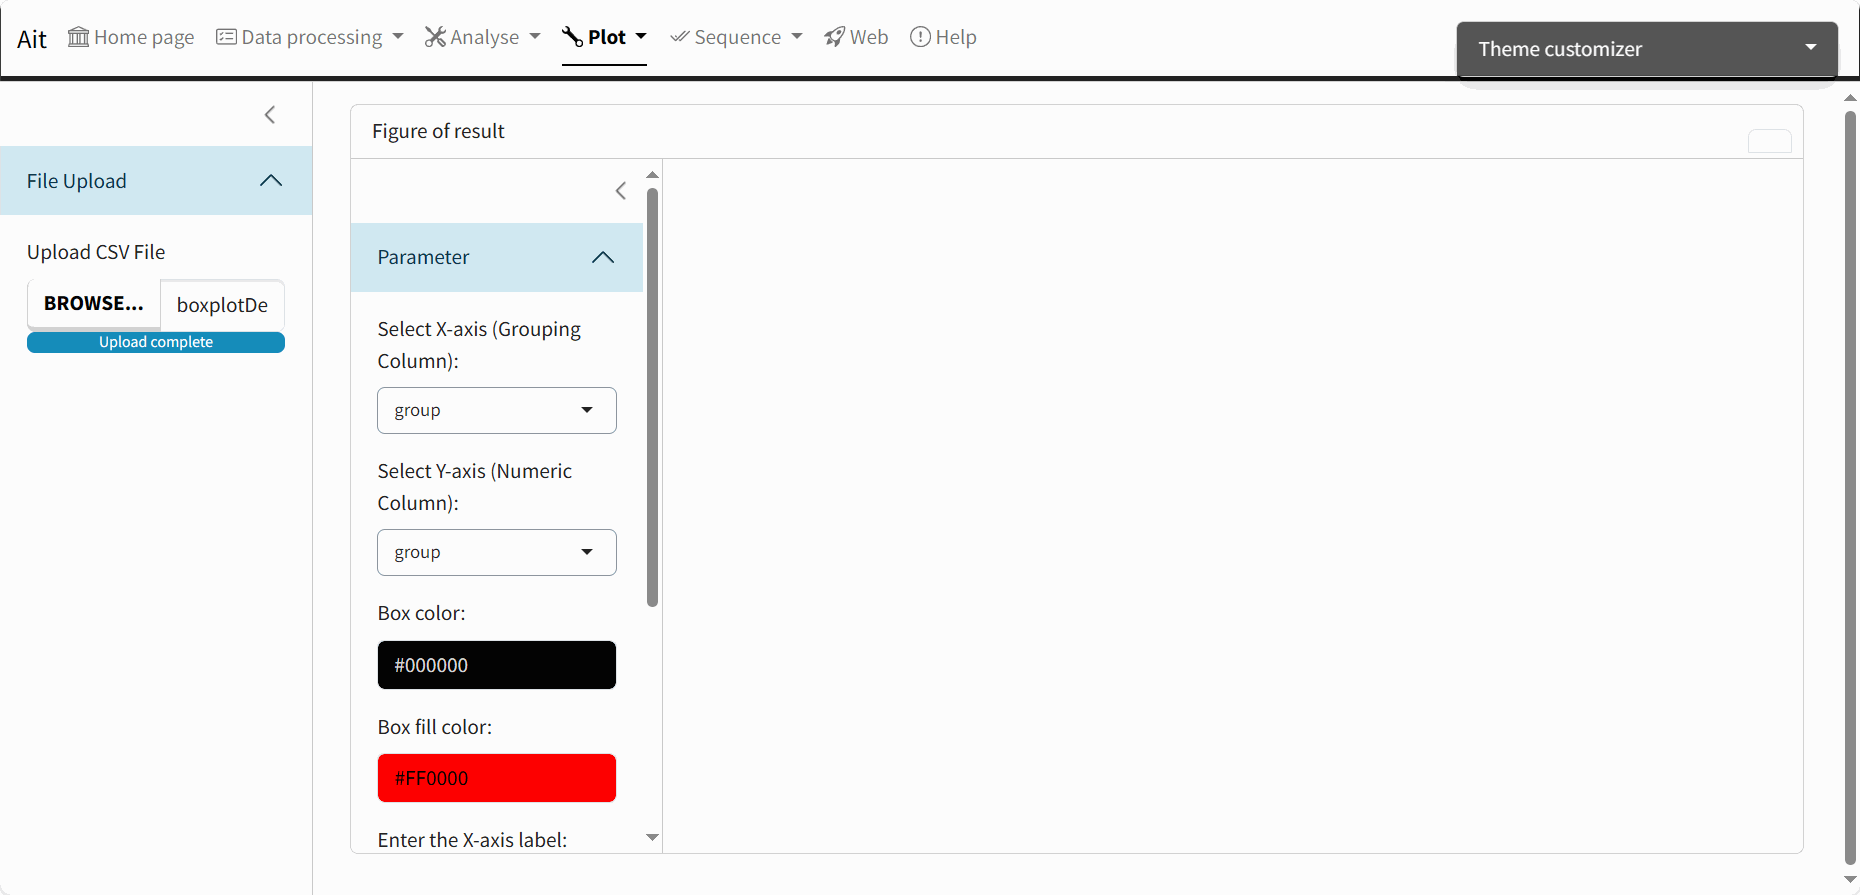 Ait Home page Data processing Analyse Plot Sequence Web Help Theme customizer
File Upload
Upload CSV File
BROWSE... boxplotDe
Upload complete
Figure of result
Parameter
Select X-axis (Grouping
Column):
group
Select Y-axis (Numeric
Column):
group
Box color:
#000000
Box fill color:
#FF0000
Enter the X-axis label: